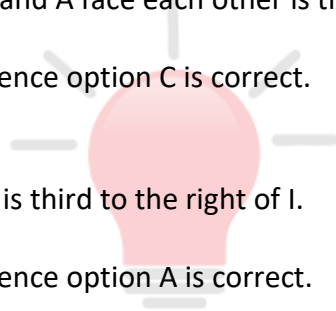 and A face each other is th
ence option C is correct.
is third to the right of I.
ence option A is correct.